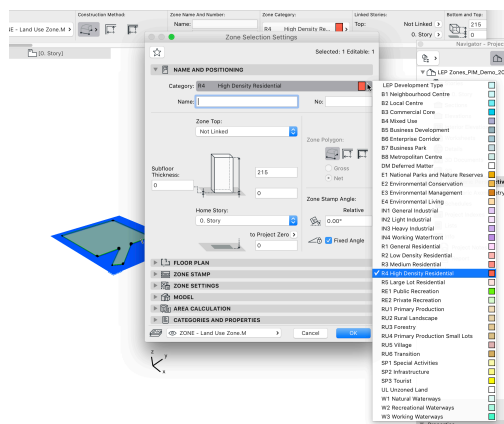 Construction Method:
Zone Name And Number:
Zone Category:
Linked Stories:
Bottom and Top:
E - Land Use Zone.M
Name:
R4 High Density Re...
Top:
Not Linked
215
0. Story
0
[0. Story]
Zone Selection Settings
Navigator - Projec
Selected: 1 Editable: 1
LEP Zones_PIM_Demo_20
NAME AND POSITIONING
Category:
R4 High Density Residential
Name:
No:
Zone Top:
Not Linked
Zone Polygon:
Gross
Net
Subfloor
Thickness:
0
215
0
Zone Stamp Angle:
Relative
Home Story:
0. Story
0.00°
to Project Zero
0
Fixed Angle
FLOOR PLAN
ZONE STAMP
ZONE SETTINGS
MODEL
AREA CALCULATION
CATEGORIES AND PROPERTIES
ZONE - Land Use Zone.M
Cancel
OK
LEP Development Type
B1 Neighbourhood Centre
B2 Local Centre
B3 Commercial Core
B4 Mixed Use
B5 Business Development
B6 Enterprise Corridor
B7 Business Park
B8 Metropolitan Centre
DM Deferred Matter
E1 National Parks and Nature Reserves
E2 Environmental Conservation
E3 Environmental Management
E4 Environmental Living
IN1 General Industrial
IN2 Light Industrial
IN3 Heavy Industrial
IN4 Working Waterfront
R1 General Residential
R2 Low Density Residential
R3 Medium Residential
R4 High Density Residential
R5 Large Lot Residential
RE1 Public Recreation
RE2 Private Recreation
RU1 Primary Production
RU2 Rural Landscape
RU3 Forestry
RU4 Primary Production Small Lots
RU5 Village
RU6 Transition
SP1 Special Activities
SP2 Infrastructure
SP3 Tourist
UL Unzoned Land
W1 Natural Waterways
W2 Recreational Waterways
W3 Working Waterways
z
y
x